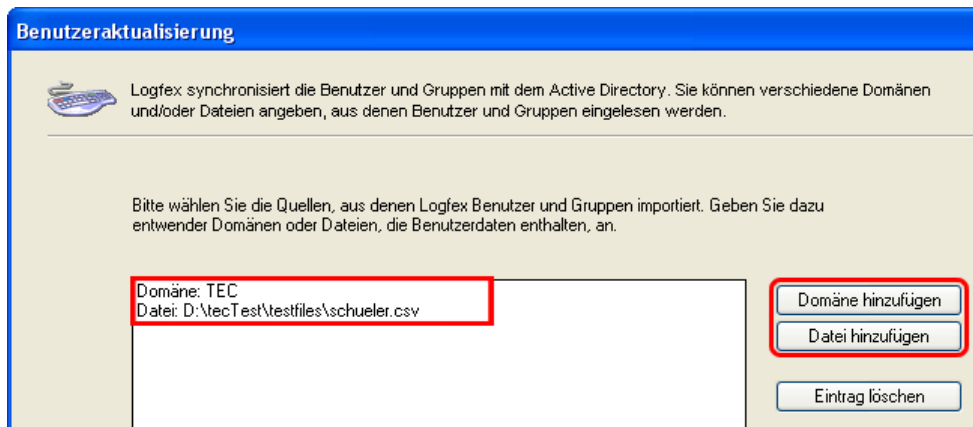 Benutzeraktualisierung
Logfex synchronisiert die Benutzer und Gruppen mit dem Active Directory. Sie können verschiedene Domänen
und/oder Dateien angeben, aus denen Benutzer und Gruppen eingelesen werden.
Bitte wählen Sie die Quellen, aus denen Logfex Benutzer und Gruppen importiert. Geben Sie dazu
entwender Domänen oder Dateien, die Benutzerdaten enthalten, an.
Domäne: TEC
Datei: D:\tecTest\testfiles\schueler.csv
Domäne hinzufügen
Datei hinzufügen
Eintrag löschen